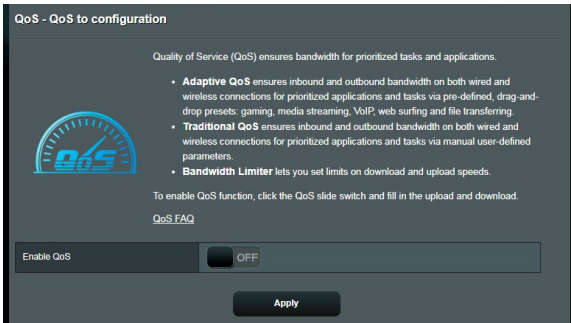 QoS - QoS to configuration
Quality of Service (QoS) ensures bandwidth for prioritized tasks and applications.
• Adaptive QoS ensures inbound and outbound bandwidth on both wired and
wireless connections for prioritized applications and tasks via pre-defined, drag-and-
drop presets: gaming, media streaming, VoIP, web surfing and file transferring.
• Traditional QoS ensures inbound and outbound bandwidth on both wired and
wireless connections for prioritized applications and tasks via manual user-defined
parameters.
• Bandwidth Limiter lets you set limits on download and upload speeds.
QoS
To enable QoS function, click the QoS slide switch and fill in the upload and download.
QoS FAQ
Enable QoS
OFF
Apply